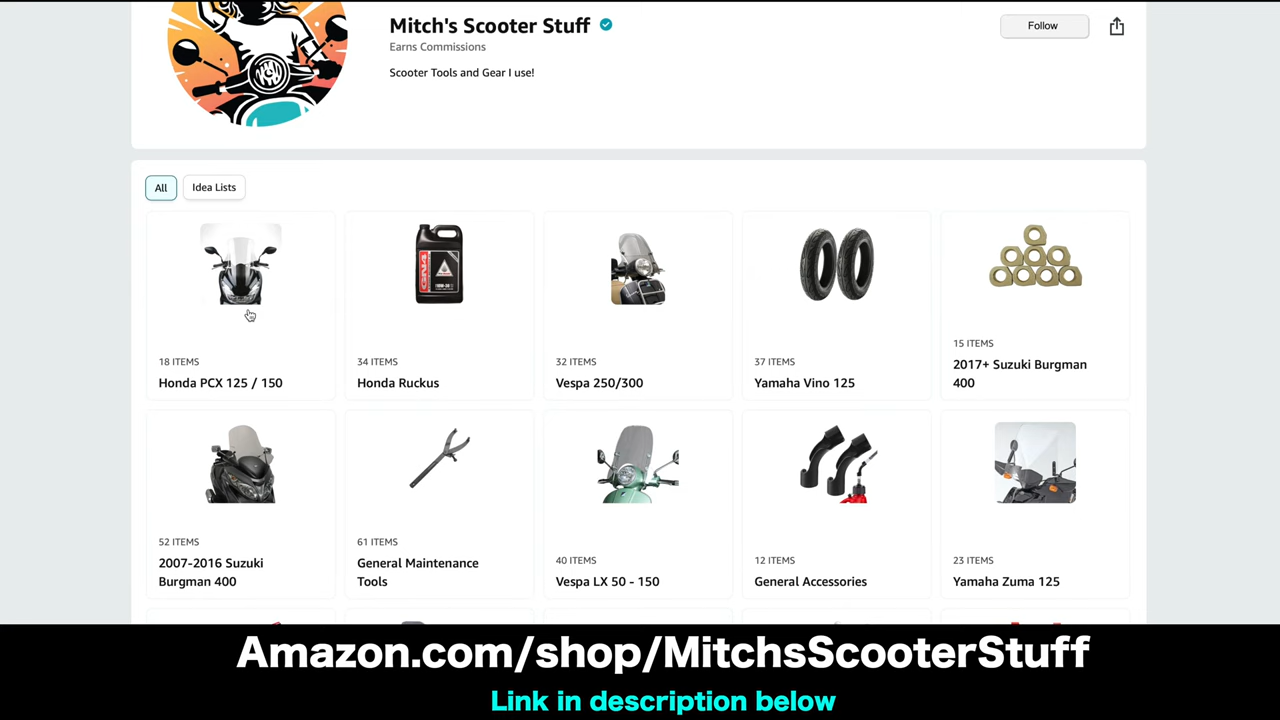 Mitch's Scooter Stuff
Earns Commissions
Scooter Tools and Gear I use!
Follow
All
Idea Lists
18 ITEMS
Honda PCX 125 / 150
34 ITEMS
Honda Ruckus
32 ITEMS
Vespa 250/300
37 ITEMS
Yamaha Vino 125
15 ITEMS
2017+ Suzuki Burgman
400
52 ITEMS
2007-2016 Suzuki
Burgman 400
61 ITEMS
General Maintenance
Tools
40 ITEMS
Vespa LX 50 - 150
12 ITEMS
General Accessories
23 ITEMS
Yamaha Zuma 125
Amazon.com/shop/MitchsScooterStuff
Link in description below